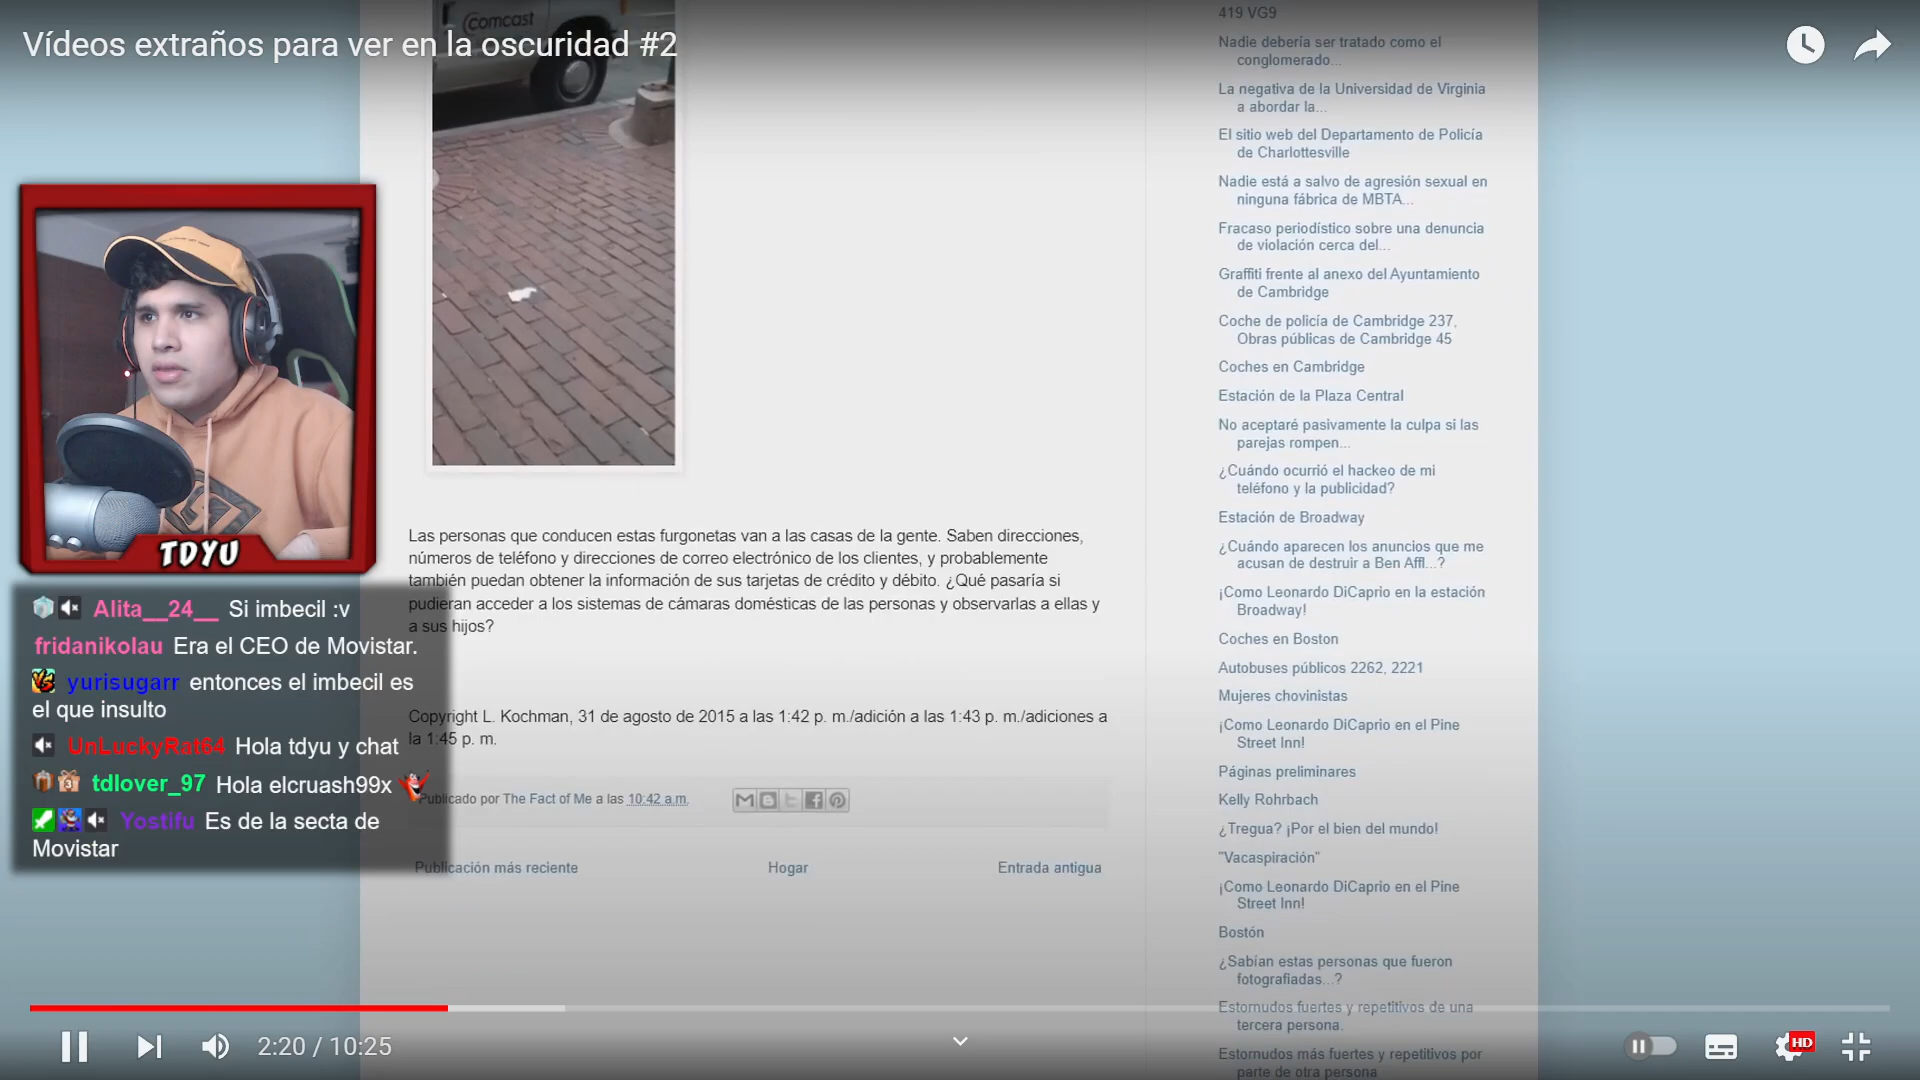 Vídeos extraños para ver en la oscuridad #2
comcast
TDYU
Alita__24__ Si imbecil :v
fridanikolau Era el CEO de Movistar.
yurisugarr entonces el imbecil es
el que insulto
UnLuckyRat64 Hola tdyu y chat
tdlover_97 Hola elcruash99x
Yostifu Es de la secta de
Movistar
Las personas que conducen estas furgonetas van a las casas de la gente. Saben direcciones,
números de teléfono y direcciones de correo electrónico de los clientes, y probablemente
también puedan obtener la información de sus tarjetas de crédito y débito. ¿Qué pasaría si
pudieran acceder a los sistemas de cámaras domésticas de las personas y observarlas a ellas y
a sus hijos?
Copyright L. Kochman, 31 de agosto de 2015 a las 1:42 p. m./adición a las 1:43 p. m./adiciones a
la 1:45 p. m.
Publicado por The Fact of Me a las 10:42 a.m.
Publicación más reciente
Hogar
Entrada antigua
419 VG9
Nadie debería ser tratado como el
conglomerado...
La negativa de la Universidad de Virginia
a abordar la...
El sitio web del Departamento de Policía
de Charlottesville
Nadie está a salvo de agresión sexual en
ninguna fábrica de MBTA...
Fracaso periodístico sobre una denuncia
de violación cerca del...
Graffiti frente al anexo del Ayuntamiento
de Cambridge
Coche de policía de Cambridge 237,
Obras públicas de Cambridge 45
Coches en Cambridge
Estación de la Plaza Central
No aceptaré pasivamente la culpa si las
parejas rompen...
¿Cuándo ocurrió el hackeo de mi
teléfono y la publicidad?
Estación de Broadway
¿Cuándo aparecen los anuncios que me
acusan de destruir a Ben Affl...?
¡Como Leonardo DiCaprio en la estación
Broadway!
Coches en Boston
Autobuses públicos 2262, 2221
Mujeres chovinistas
¡Como Leonardo DiCaprio en el Pine
Street Inn!
Páginas preliminares
Kelly Rohrbach
¿Tregua? ¡Por el bien del mundo!
"Vacaspiración"
¡Como Leonardo DiCaprio en el Pine
Street Inn!
Bostón
¿Sabían estas personas que fueron
fotografiadas...?
Estornudos fuertes y repetitivos de una
tercera persona.
Estornudos más fuertes y repetitivos por
parte de otra persona
2:20 / 10:25
HD